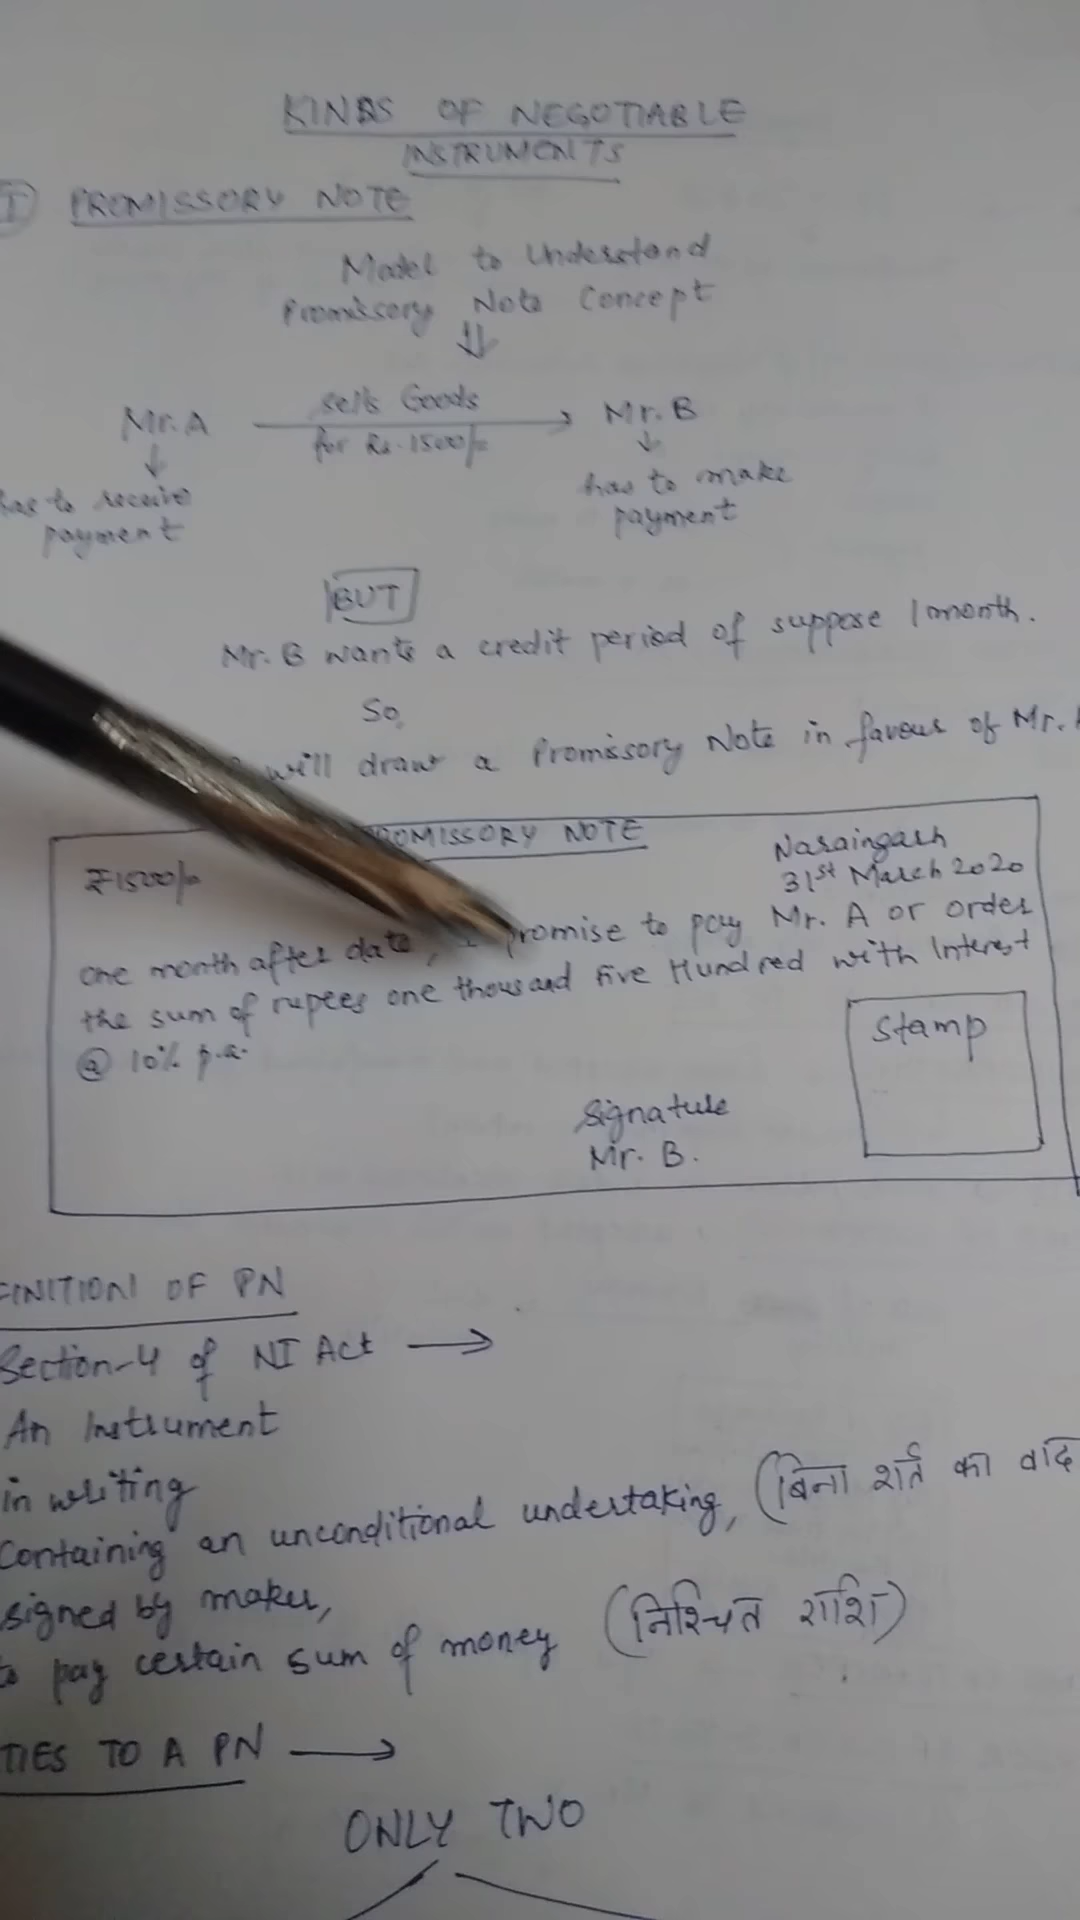 KINDS OF NEGOTIABLE
INSTRUMENTS
① PROMISSORY NOTE
Model to Understand
Promissory Note Concept
Mr. A
sells Goods
for Rs. 1500/-
Mr. B
has to receive
payment
has to make
payment
BUT
Mr. B wants a credit period of suppose 1 month.
So,
will draw a Promissory Note in favour of Mr. A
PROMISSORY NOTE
₹1500/-
Naraingarh
31st March 2020
One month after date, promise to pay Mr. A or order
the sum of rupees one thousand Five Hundred with Interest
@ 10% p.a.
Stamp
Signature
Mr. B.
FINITION OF PN
Section-4 of NI Act →
An Instrument
in writing
Containing an unconditional undertaking, (बिना शर्त का
signed by maker,
to pay certain sum of money (निश्चित राशि)
TIES TO A PN →
ONLY TWO